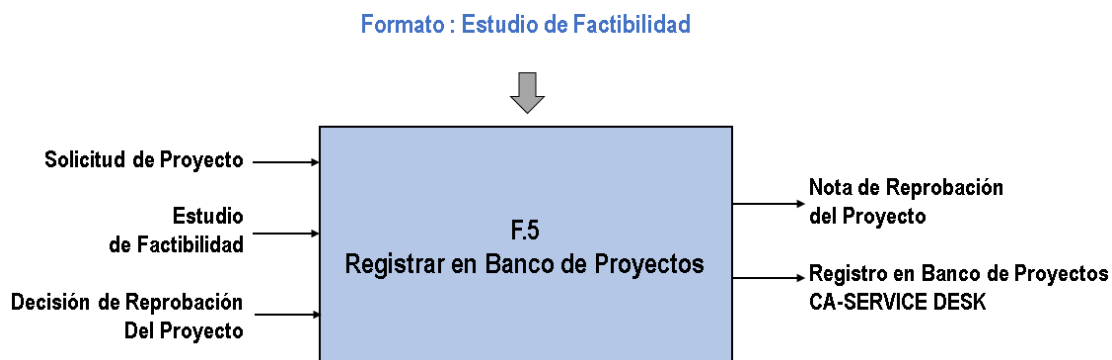 Formato : Estudio de Factibilidad
Solicitud de Proyecto
Estudio
de Factibilidad
Decisión de Reprobación
Del Proyecto
F.5
Registrar en Banco de Proyectos
Nota de Reprobación
del Proyecto
Registro en Banco de Proyectos
CA-SERVICE DESK